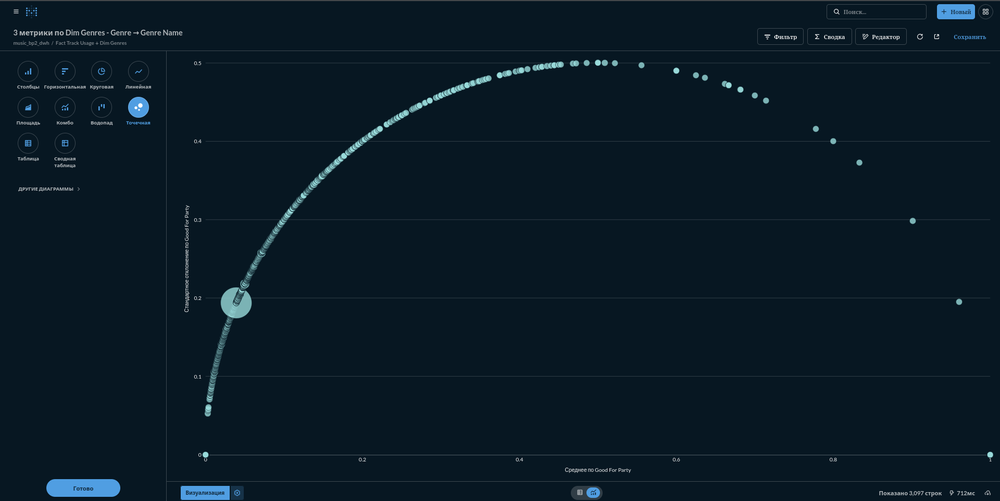 Поиск...
Новый
3 метрики по Dim Genres - Genre → Genre Name
music_bp2_dwh / Fact Track Usage + Dim Genres
Фильтр
Сводка
Редактор
Сохранить
Столбцы
Горизонтальная
Круговая
Линейная
Площадь
Комбо
Водопад
Точечная
Таблица
Сводная
таблица
ДРУГИЕ ДИАГРАММЫ
Готово
Стандартное отклонение по Good For Party
0.5
0.4
0.3
0.2
0.1
0
0
0.2
0.4
0.6
0.8
1
Среднее по Good For Party
Визуализация
Показано 3,097 строк
712мс